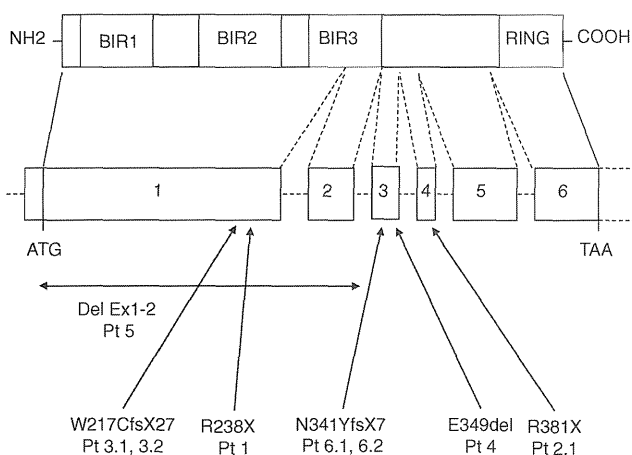 NH2 BIR1 BIR2 BIR3 RING COOH
1 2 3 4 5 6
ATG TAA
Del Ex1-2
Pt 5
W217CfsX27 R238X N341YfsX7 E349del R381X
Pt 3.1, 3.2 Pt 1 Pt 6.1, 6.2 Pt 4 Pt 2.1